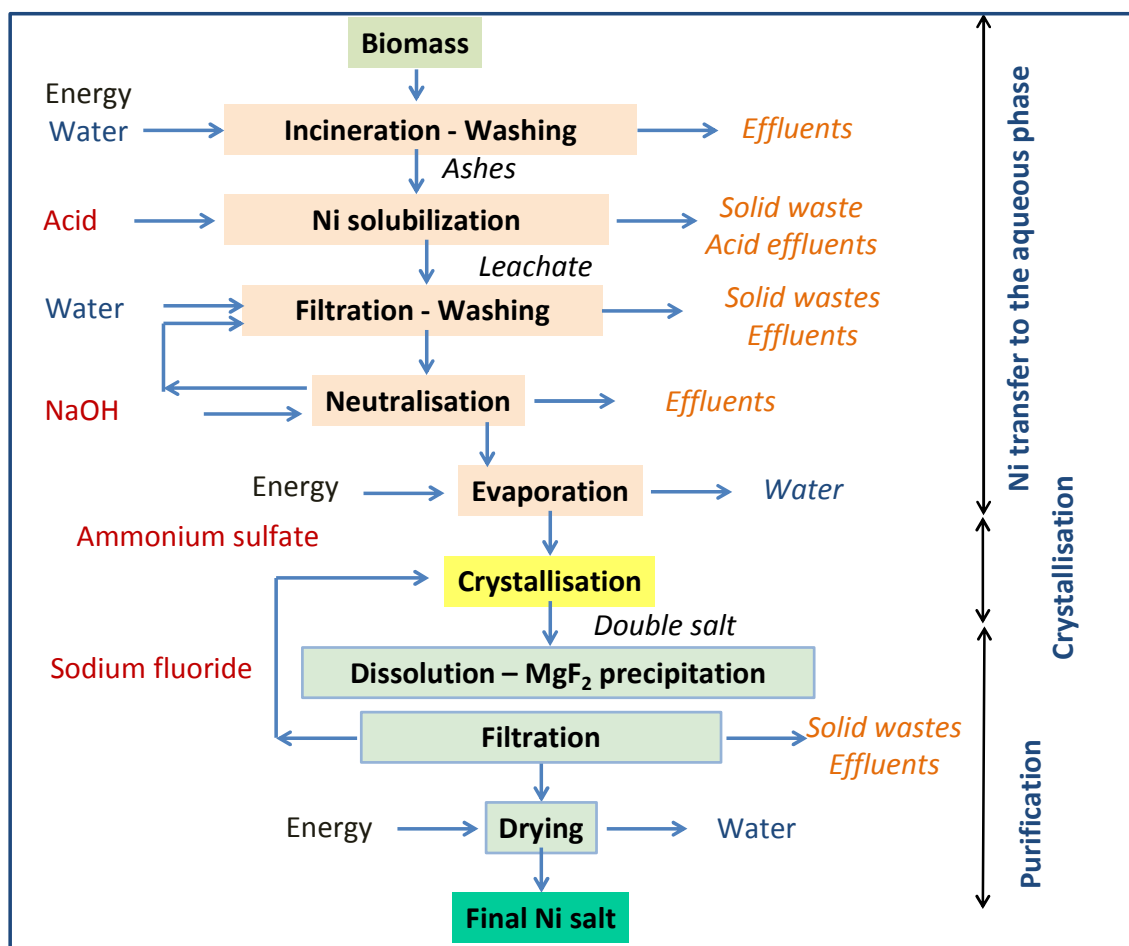 Biomass
Energy
Water
Incineration - Washing
Effluents
Ashes
Acid
Ni solubilization
Solid waste
Acid effluents
Leachate
Water
Filtration - Washing
Solid wastes
Effluents
NaOH
Neutralisation
Effluents
Energy
Evaporation
Water
Ammonium sulfate
Crystallisation
Double salt
Sodium fluoride
Dissolution – MgF₂ precipitation
Filtration
Solid wastes
Effluents
Energy
Drying
Water
Final Ni salt
Ni transfer to the aqueous phase
Crystallisation
Purification